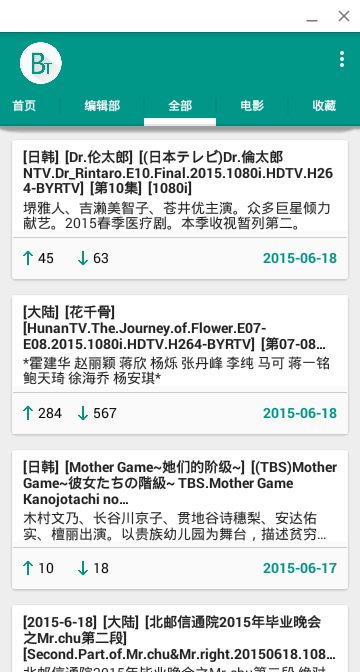 BT
首页 编辑部 全部 电影 收藏
[日韩] [Dr.伦太郎] [(日本テレビ)Dr.倫太郎
NTV.Dr_Rintaro.E10.Final.2015.1080i.HDTV.H26
4-BYRTV] [第10集] [1080i]
堺雅人、吉濑美智子、苍井优主演。众多巨星倾力
献艺。2015春季医疗剧。本季收视暂列第二。
45 63 2015-06-18
[大陆] [花千骨]
[HunanTV.The.Journey.of.Flower.E07-
E08.2015.1080i.HDTV.H264-BYRTV] [第07-08…
*霍建华 赵丽颖 蒋欣 杨烁 张丹峰 李纯 马可 蒋一铭
鲍天琦 徐海乔 杨安琪*
284 567 2015-06-18
[日韩] [Mother Game~她们的阶级~] [(TBS)Mother
Game~彼女たちの階級~ TBS.Mother Game
Kanojotachi no…
木村文乃、长谷川京子、贯地谷诗穗梨、安达佑
实、檀丽出演。以贵族幼儿园为舞台，描述贫穷…
10 18 2015-06-17
[2015-6-18] [大陆] [北邮信通院2015年毕业晚会
之Mr.chu第二段]
[Second.Part.of.Mr.chu&Mr.right.20150618.108…